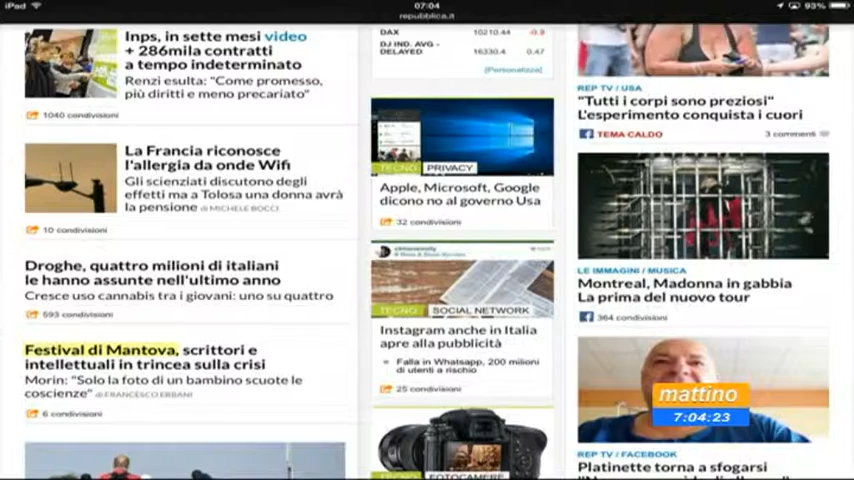 iPad
07:04
93%
repubblica.it
Inps, in sette mesi video
+ 286mila contratti
a tempo indeterminato
Renzi esulta: "Come promesso,
più diritti e meno precariato"
1040 condivisioni
La Francia riconosce
l'allergia da onde Wifi
Gli scienziati discutono degli
effetti ma a Tolosa una donna avrà
la pensione di MICHELE BOCCI
10 condivisioni
Droghe, quattro milioni di italiani
le hanno assunte nell'ultimo anno
Cresce uso cannabis tra i giovani: uno su quattro
593 condivisioni
Festival di Mantova, scrittori e
intellettuali in trincea sulla crisi
Morin: "Solo la foto di un bambino scuote le
coscienze" di FRANCESCO ERBANI
6 condivisioni
DAX 10210.44 -0.9
DJ IND. AVG -
DELAYED 16330.4 0.47
[Personalizza]
TECNO PRIVACY
Apple, Microsoft, Google
dicono no al governo Usa
32 condivisioni
TECNO SOCIAL NETWORK
Instagram anche in Italia
apre alla pubblicità
Falla in Whatsapp, 200 milioni
di utenti a rischio
25 condivisioni
TECNO FOTOCAMERE
REP TV / USA
"Tutti i corpi sono preziosi"
L'esperimento conquista i cuori
TEMA CALDO
3 commenti
LE IMMAGINI / MUSICA
Montreal, Madonna in gabbia
La prima del nuovo tour
364 condivisioni
mattino
7:04:23
REP TV / FACEBOOK
Platinette torna a sfogarsi